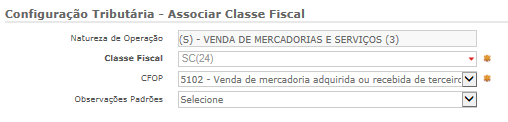 Configuração Tributária - Associar Classe Fiscal
Natureza de Operação (S) - VENDA DE MERCADORIAS E SERVIÇOS (3)
Classe Fiscal SC(24)
CFOP 5102 - Venda de mercadoria adquirida ou recebida de terceiro
Observações Padrões Selecione